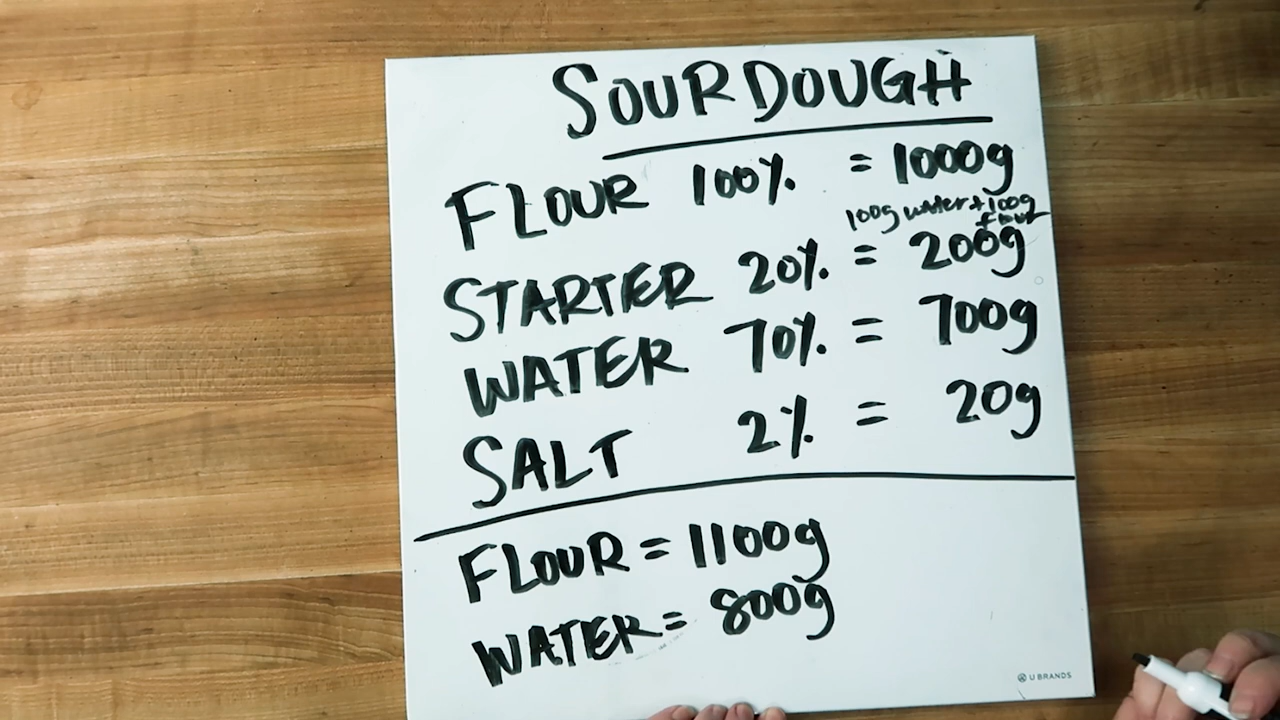 SOURDOUGH
FLOUR 100% = 1000g
100g water + 100g
flour
STARTER 20% = 200g
WATER 70% = 700g
SALT 2% = 20g
FLOUR = 1100g
WATER = 800g
U BRANDS